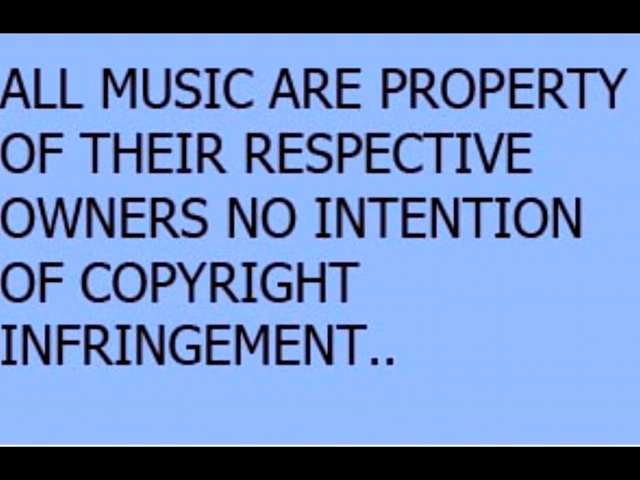 ALL MUSIC ARE PROPERTY
OF THEIR RESPECTIVE
OWNERS NO INTENTION
OF COPYRIGHT
INFRINGEMENT..